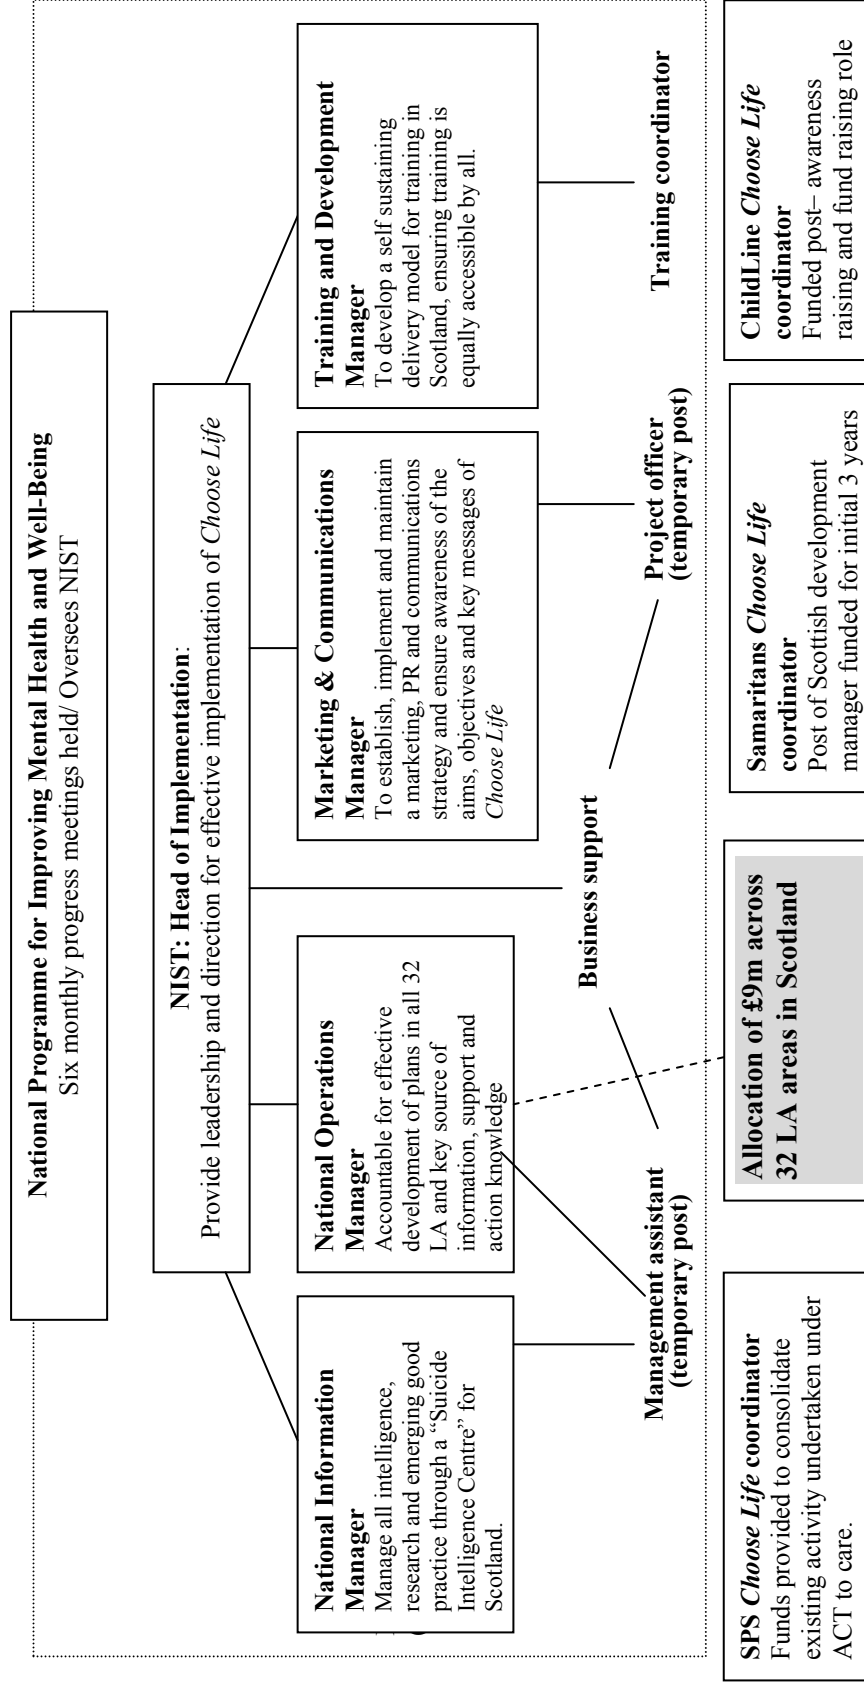 National Programme for Improving Mental Health and Well-Being
Six monthly progress meetings held/ Oversees NIST
NIST: Head of Implementation:
Provide leadership and direction for effective implementation of Choose Life
National Information
Manager
Manage all intelligence,
research and emerging good
practice through a “Suicide
Intelligence Centre” for
Scotland.
National Operations
Manager
Accountable for effective
development of plans in all 32
LA and key source of
information, support and
action knowledge
Marketing & Communications
Manager
To establish, implement and maintain
a marketing, PR and communications
strategy and ensure awareness of the
aims, objectives and key messages of
Choose Life
Training and Development
Manager
To develop a self sustaining
delivery model for training in
Scotland, ensuring training is
equally accessible by all.
Management assistant
(temporary post)
Business support
Project officer
(temporary post)
Training coordinator
SPS Choose Life coordinator
Funds provided to consolidate
existing activity undertaken under
ACT to care.
Allocation of £9m across
32 LA areas in Scotland
Samaritans Choose Life
coordinator
Post of Scottish development
manager funded for initial 3 years
ChildLine Choose Life
coordinator
Funded post– awareness
raising and fund raising role